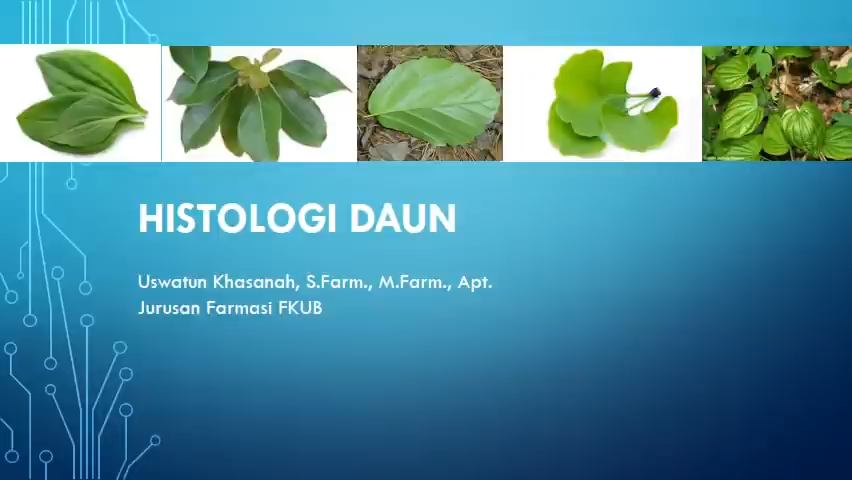 HISTOLOGI DAUN
Uswatun Khasanah, S.Farm., M.Farm., Apt.
Jurusan Farmasi FKUB